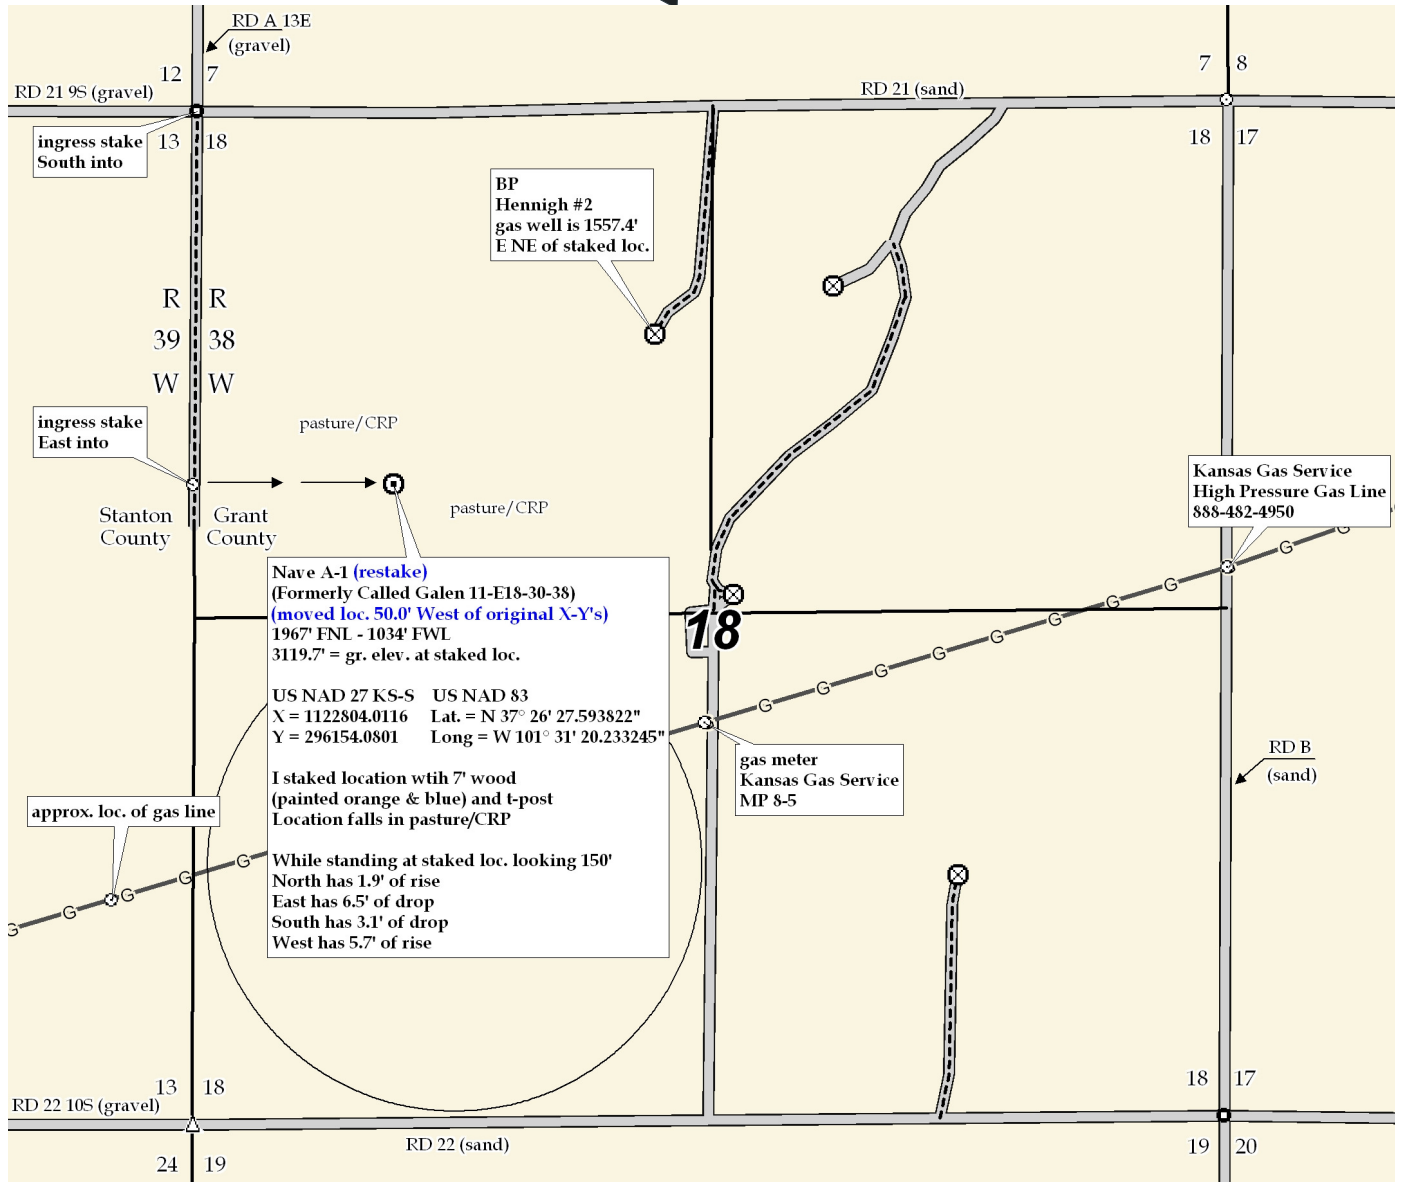 RD A 13E
(gravel)
12 7
7 8
RD 21 9S (gravel)
RD 21 (sand)
ingress stake
South into
13 18
18 17
BP
Hennigh #2
gas well is 1557.4'
E NE of staked loc.
R R
39 38
W W
ingress stake
East into
pasture/CRP
pasture/CRP
Stanton
County
Grant
County
Kansas Gas Service
High Pressure Gas Line
888-482-4950
G
G
G
G
G
G
G
G
G
G
Nave A-1 (restake)
(Formerly Called Galen 11-E18-30-38)
(moved loc. 50.0' West of original X-Y's)
1967' FNL - 1034' FWL
3119.7' = gr. elev. at staked loc.
US NAD 27 KS-S US NAD 83
X = 1122804.0116 Lat. = N 37° 26' 27.593822"
Y = 296154.0801 Long = W 101° 31' 20.233245"
I staked location wtih 7' wood
(painted orange & blue) and t-post
Location falls in pasture/CRP
While standing at staked loc. looking 150'
North has 1.9' of rise
East has 6.5' of drop
South has 3.1' of drop
West has 5.7' of rise
18
gas meter
Kansas Gas Service
MP 8-5
RD B
(sand)
approx. loc. of gas line
G
G
G
G
G
13 18
18 17
RD 22 10S (gravel)
RD 22 (sand)
24 19
19 20